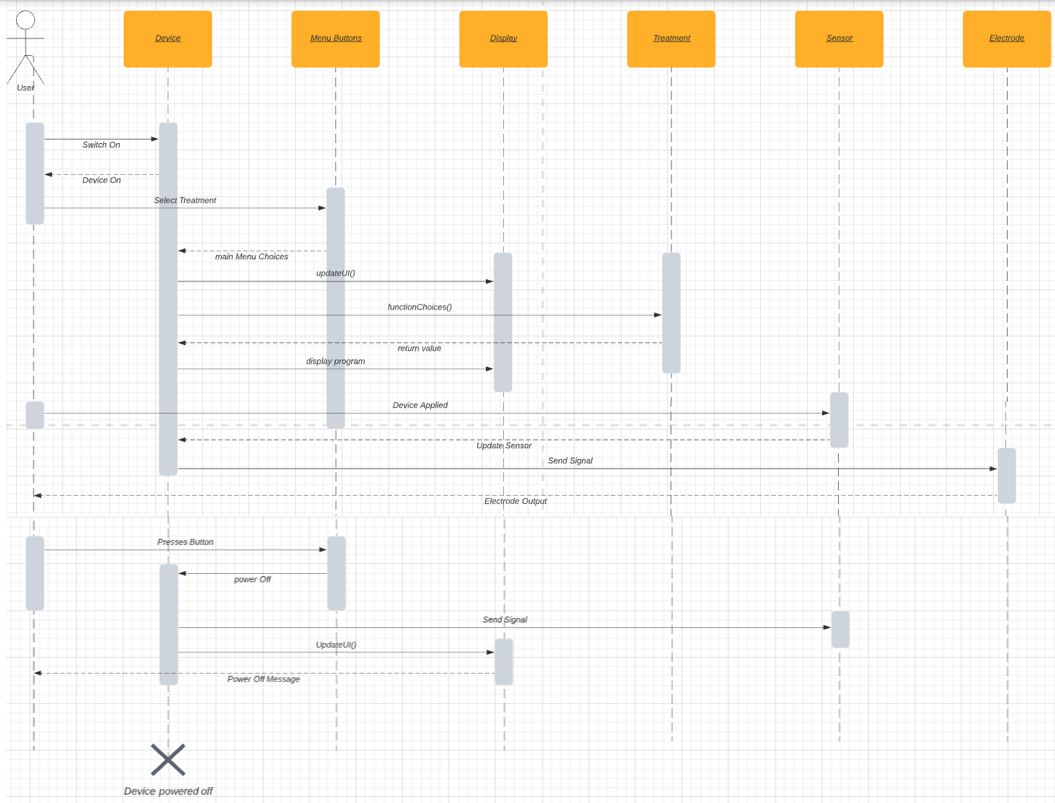 Device
Menu Buttons
Display
Treatment
Sensor
Electrode
User
Switch On
Device On
Select Treatment
main Menu Choices
updateUI()
functionChoices()
return value
display program
Device Applied
Update Sensor
Send Signal
Electrode Output
Presses Button
power Off
Send Signal
UpdateUI()
Power Off Message
Device powered off